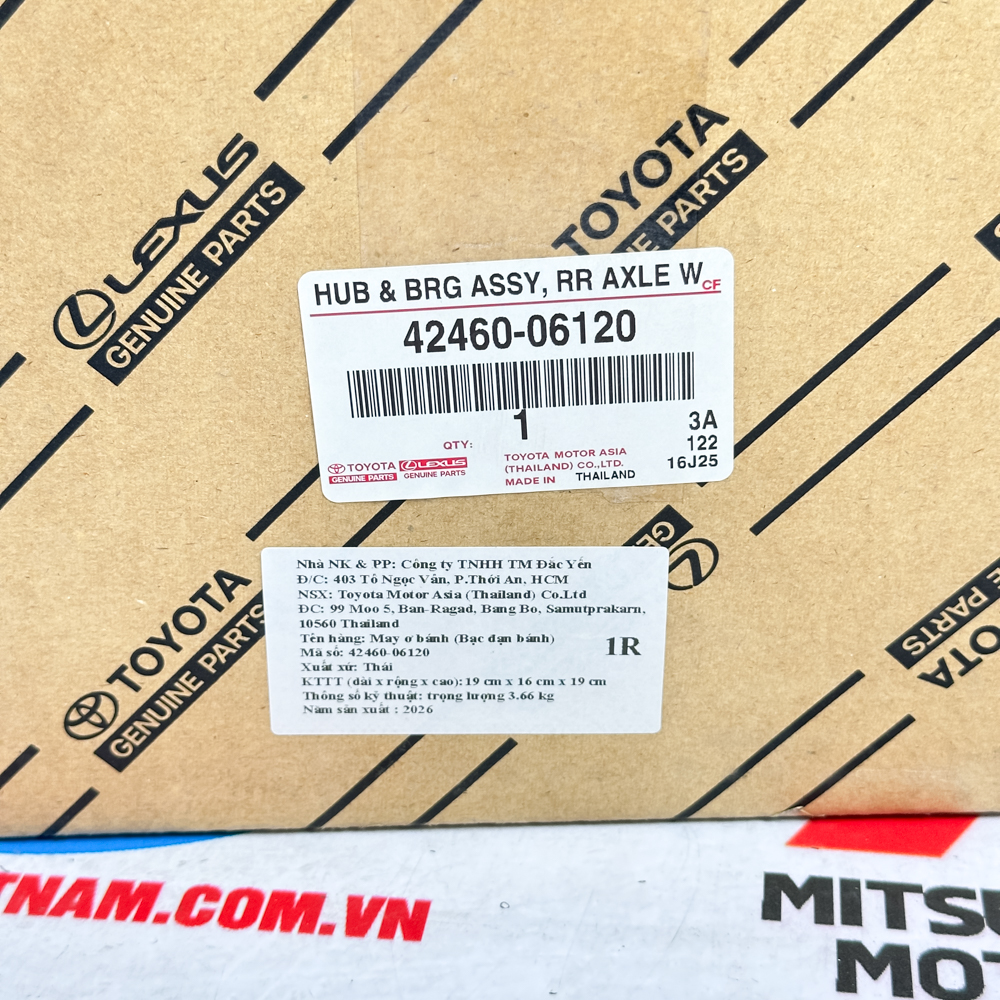 LEXUS
GENUINE PARTS
TOYOTA
GENUINE PARTS
HUB & BRG ASSY, RR AXLE W
CF
42460-06120
1
QTY:
3A
122
16J25
TOYOTA
GENUINE PARTS
LEXUS
GENUINE PARTS
TOYOTA MOTOR ASIA
(THAILAND) CO.,LTD.
MADE IN THAILAND
Nhà NK & PP: Công ty TNHH TM Đắc Yến
Đ/C: 403 Tô Ngọc Vân, P.Thới An, HCM
NSX: Toyota Motor Asia (Thailand) Co.Ltd
ĐC: 99 Moo 5, Ban-Ragad, Bang Bo, Samutprakarn,
10560 Thailand
Tên hàng: May ơ bánh (Bạc đạn bánh)
Mã số: 42460-06120
1R
Xuất xứ: Thái
KTTT (dài x rộng x cao): 19 cm x 16 cm x 19 cm
Thông số kỹ thuật: trọng lượng 3.66 kg
Năm sản xuất : 2026
TOYOTA
GENUINE PARTS
GE
PARTS
OTA
TNAM.COM.VN
MITSU
MOT